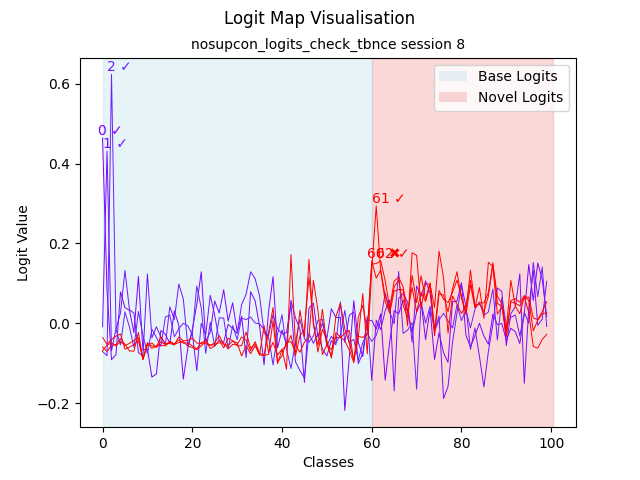 Logit Map Visualisation
nosupcon_logits_check_tbnce session 8
Base Logits
Novel Logits
2 ✓
0 ✓
1 ✓
61 ✓
0.6
0.4
0.2
0.0
−0.2
Logit Value
0
20
40
60
80
100
Classes